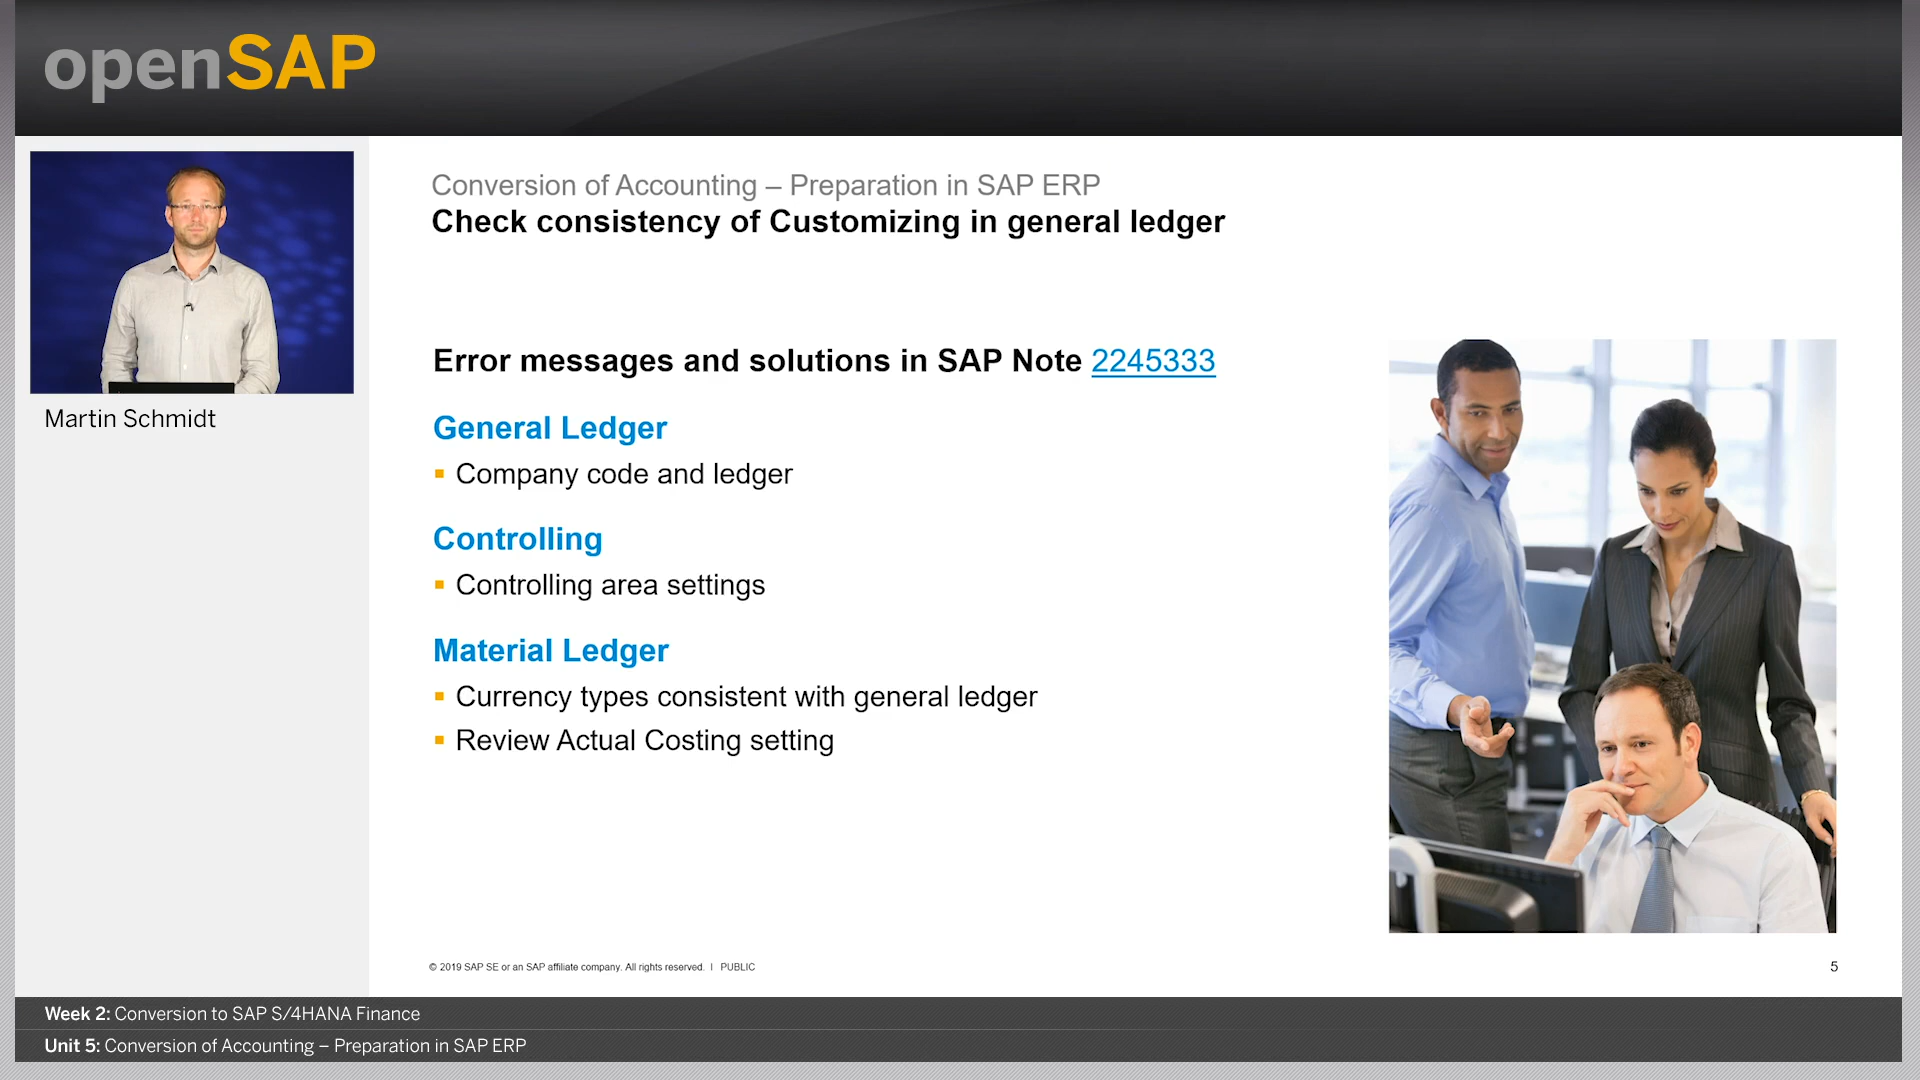 openSAP
Martin Schmidt
Conversion of Accounting – Preparation in SAP ERP
Check consistency of Customizing in general ledger
Error messages and solutions in SAP Note 2245333
General Ledger
Company code and ledger
Controlling
Controlling area settings
Material Ledger
Currency types consistent with general ledger
Review Actual Costing setting
© 2019 SAP SE or an SAP affiliate company. All rights reserved. I PUBLIC
5
Week 2: Conversion to SAP S/4HANA Finance
Unit 5: Conversion of Accounting – Preparation in SAP ERP